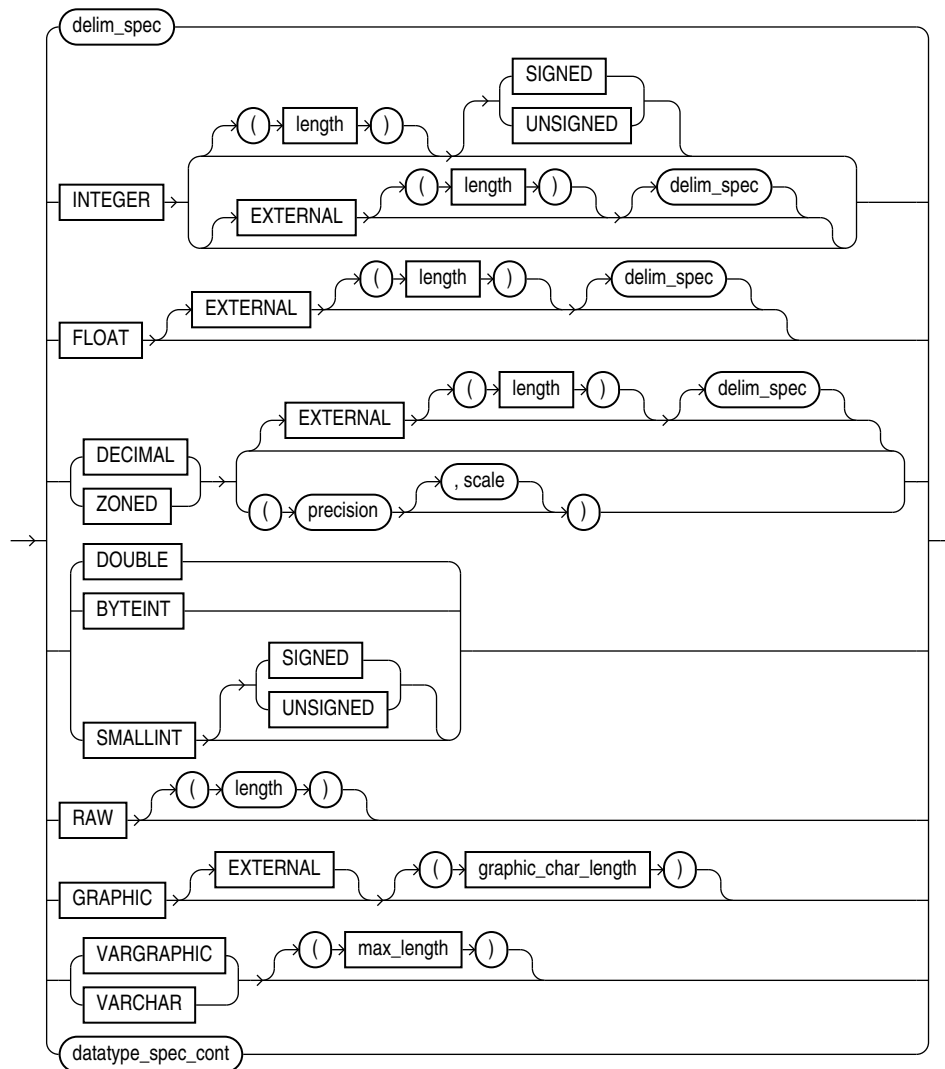 delim_spec
SIGNED
( length )
UNSIGNED
INTEGER
( length ) delim_spec
EXTERNAL
( length ) delim_spec
EXTERNAL
FLOAT
( length ) delim_spec
EXTERNAL
DECIMAL
ZONED
( precision , scale )
DOUBLE
BYTEINT
SIGNED
UNSIGNED
SMALLINT
( length )
RAW
EXTERNAL ( graphic_char_length )
GRAPHIC
VARGRAPHIC ( max_length )
VARCHAR
datatype_spec_cont